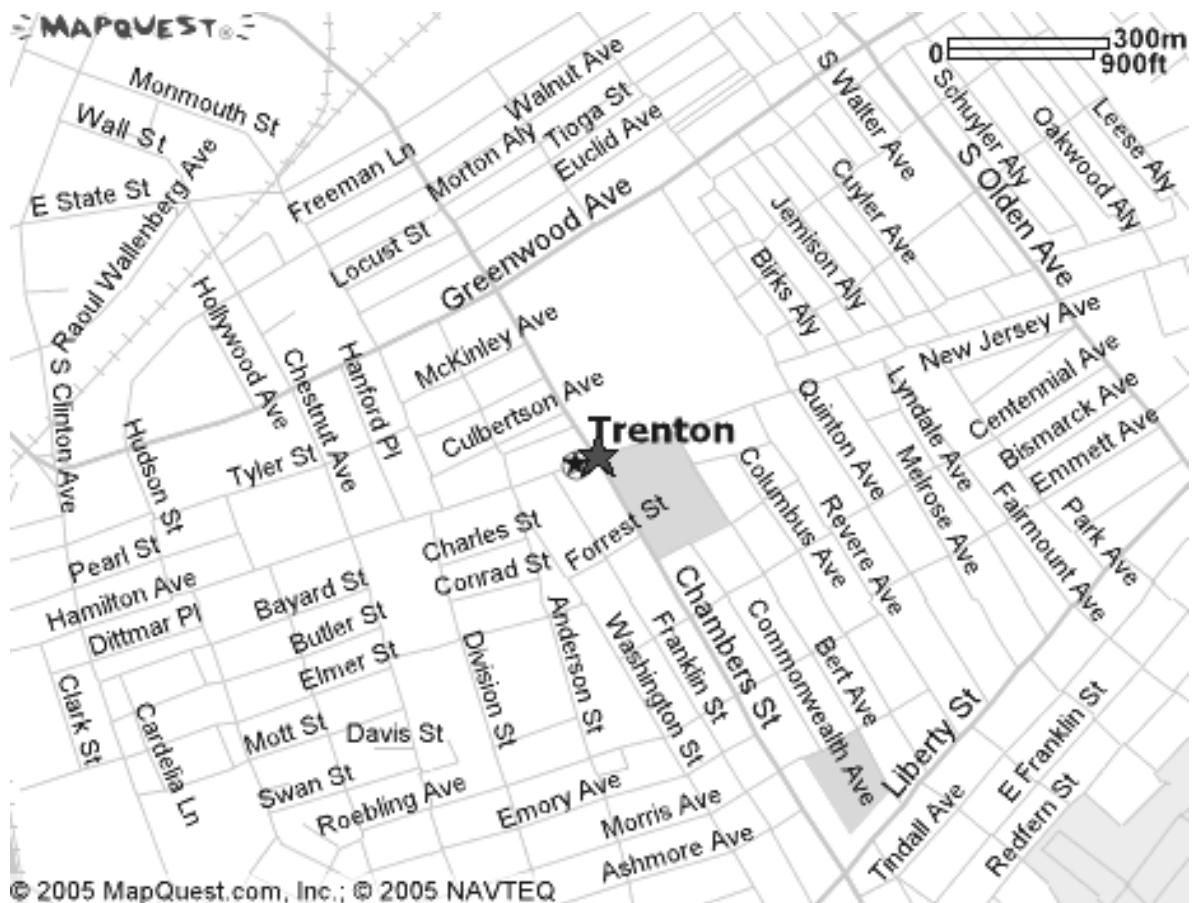 MAPQUEST®
300m
0
900ft
Monmouth St
Walnut Ave
S Walter Ave
Schuyler Aly
Leese Aly
Wall St
Tioga St
Oakwood Aly
Morton Aly
Euclid Ave
Raoul Wallenberg Ave
Freeman Ln
Cuyler Ave
S Olden Ave
E State St
Greenwood Ave
Jemison Aly
Locust St
Birks Aly
Hollywood Ave
New Jersey Ave
S Clinton Ave
McKinley Ave
Hanford Pl
Chestnut Ave
Centennial Ave
Lyndale Ave
Quinton Ave
Bismarck Ave
Culbertson Ave
Trenton
Emmett Ave
Hudson St
Tyler St
Columbus Ave
Melrose Ave
Revere Ave
Fairmount Ave
Park Ave
Charles St
Forrest St
Pearl St
Conrad St
Hamilton Ave
Bayard St
Dittmar Pl
Butler St
Chambers St
Commonwealth Ave
Anderson St
Washington St
Franklin St
Bert Ave
Elmer St
Division St
Clark St
Cardelia Ln
Mott St
Davis St
Liberty St
E Franklin St
Swan St
Roebling Ave
Emory Ave
Morris Ave
Tindall Ave
Redfern St
Ashmore Ave
© 2005 MapQuest.com, Inc.; © 2005 NAVTEQ